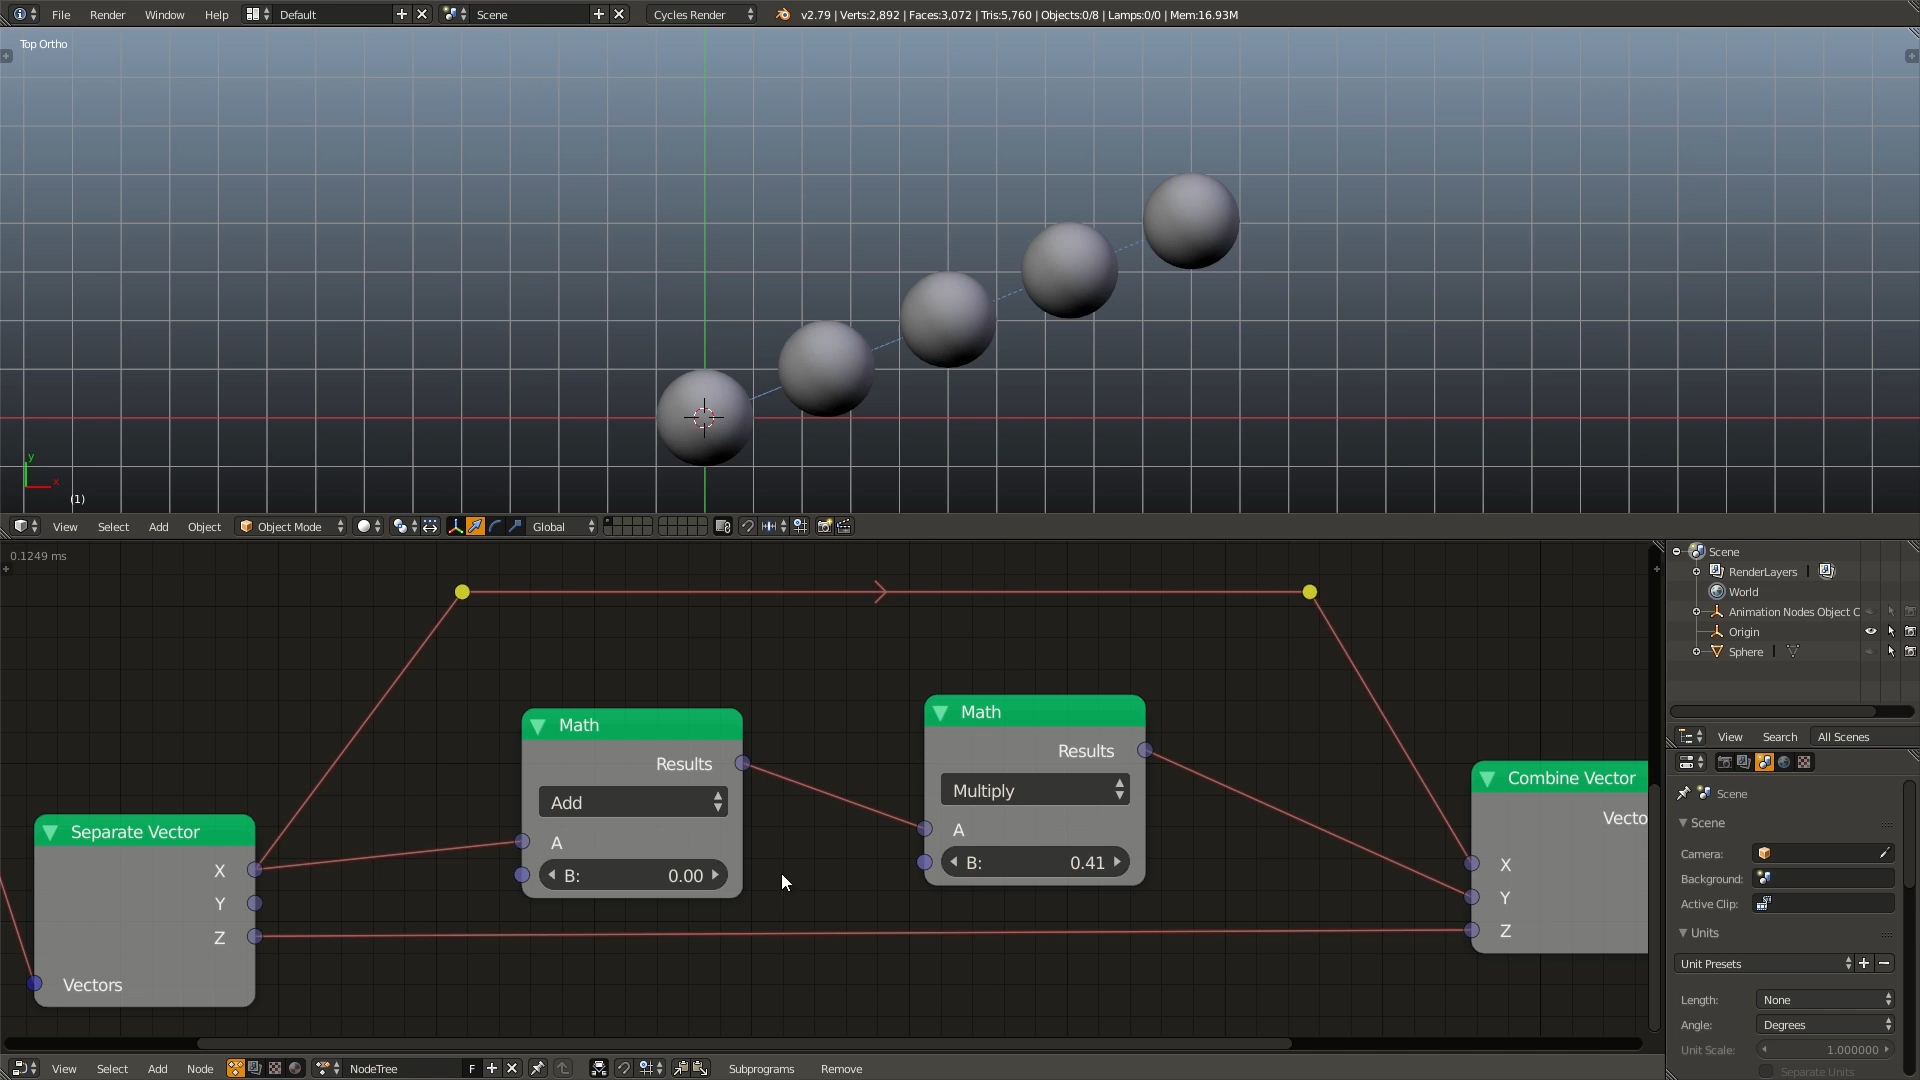 File Render Window Help Default Scene Cycles Render v2.79 | Verts:2,892 | Faces:3,072 | Tris:5,760 | Objects:0/8 | Lamps:0/0 | Mem:16.93M
Top Ortho
y
x
(1)
View Select Add Object Object Mode Global
0.1249 ms
Separate Vector
X
Y
Z
Vectors
Math
Results
Add
A
B: 0.00
Math
Results
Multiply
A
B: 0.41
Combine Vector
Vecto
X
Y
Z
Scene
RenderLayers
World
Animation Nodes Object C
Origin
Sphere
View Search All Scenes
Scene
Scene
Camera:
Background:
Active Clip:
Units
Unit Presets
Length: None
Angle: Degrees
Unit Scale: 1.000000
Separate Units
View Select Add Node NodeTree F Subprograms Remove